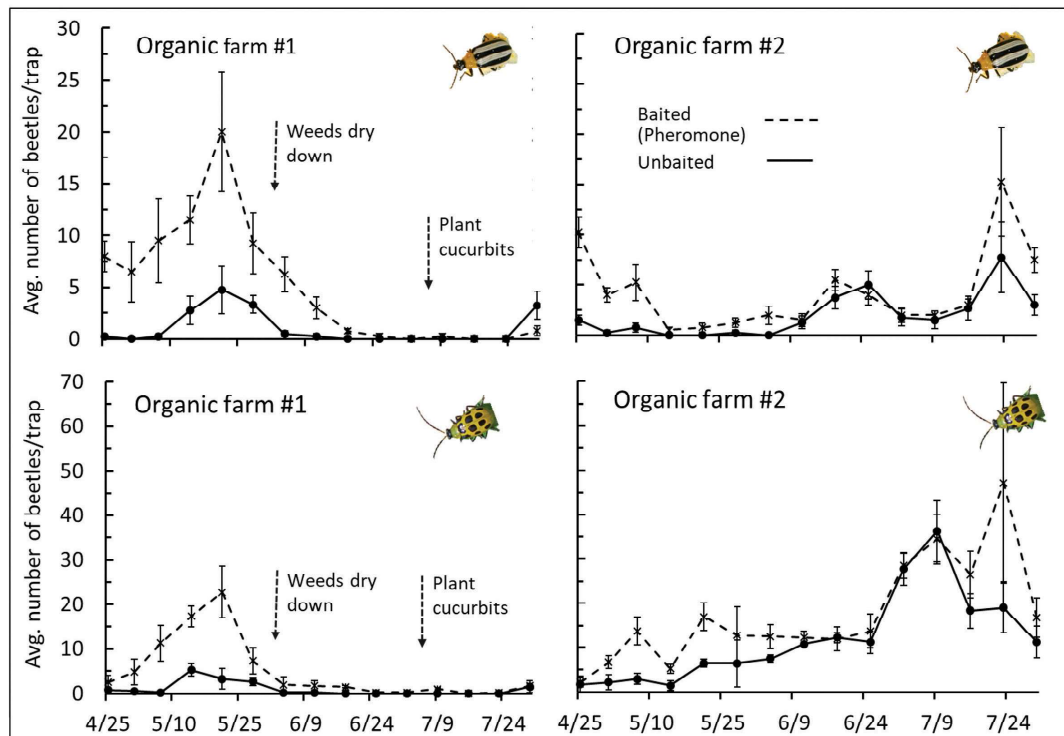 Organic farm #1
Avg. number of beetles/trap
30
25
20
15
10
5
0
Weeds dry
down
Plant
cucurbits
Organic farm #2
Baited
(Pheromone)
Unbaited
Organic farm #1
Avg. number of beetles/trap
70
60
50
40
30
20
10
0
Weeds dry
down
Plant
cucurbits
4/25 5/10 5/25 6/9 6/24 7/9 7/24
Organic farm #2
4/25 5/10 5/25 6/9 6/24 7/9 7/24